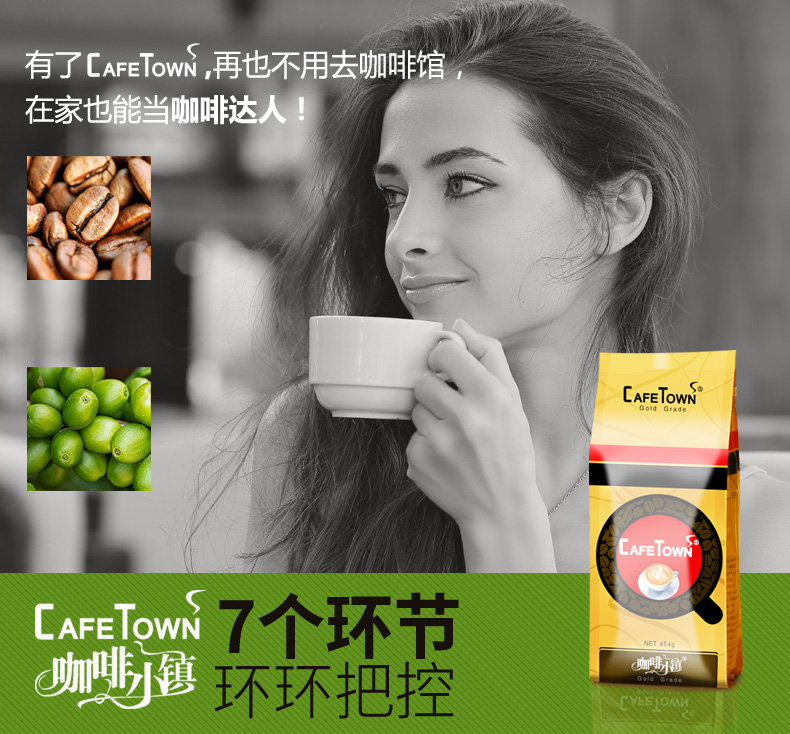 有了CAFETOWN,再也不用去咖啡馆，
在家也能当咖啡达人！
CAFETOWN®
Gold Grade
CAFETOWN®
NET 454g
咖啡小镇®
Gold Grade
CAFETOWN
咖啡小镇
7个环节
环环把控
CAFETOWN